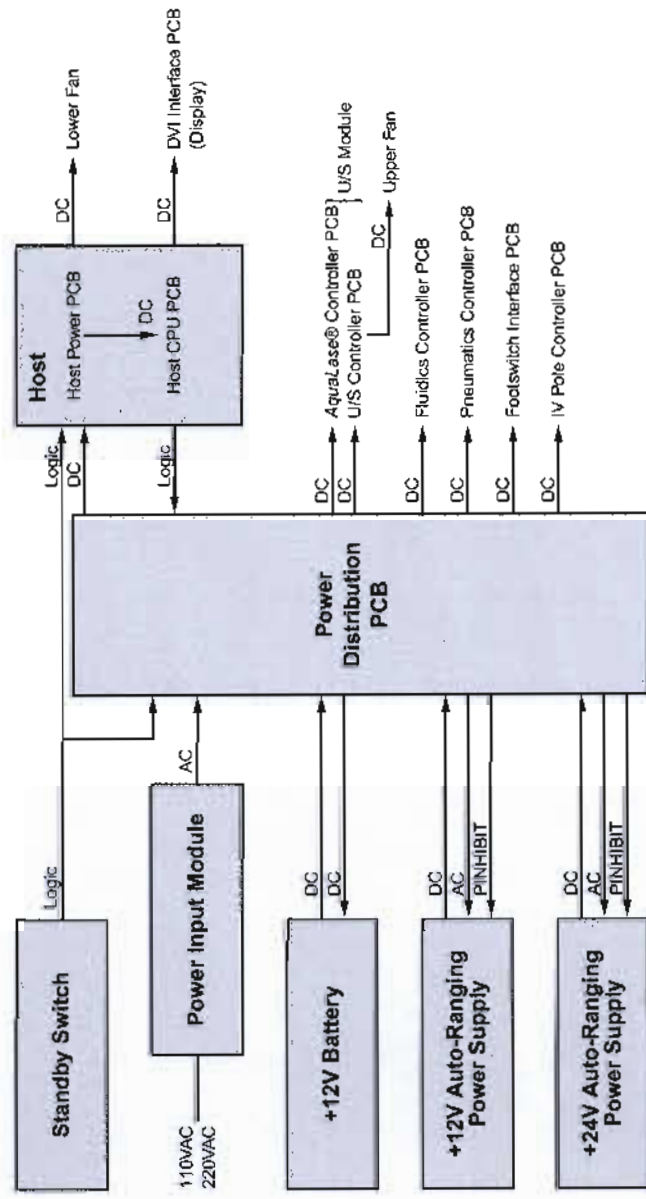 Standby Switch
Logic
110VAC
220VAC
Power Input Module
AC
+12V Battery
DC
DC
+12V Auto-Ranging
Power Supply
DC
AC
PINHIBIT
+24V Auto-Ranging
Power Supply
DC
AC
PINHIBIT
Power
Distribution
PCB
Logic
DC
Logic
Host
Host Power PCB
DC
Host CPU PCB
DC
Lower Fan
DC
DVI Interface PCB
(Display)
DC
AquaLase® Controller PCB
DC
U/S Controller PCB
} U/S Module
DC
Upper Fan
DC
Fluidics Controller PCB
DC
Pneumatics Controller PCB
DC
Footswitch Interface PCB
DC
IV Pole Controller PCB